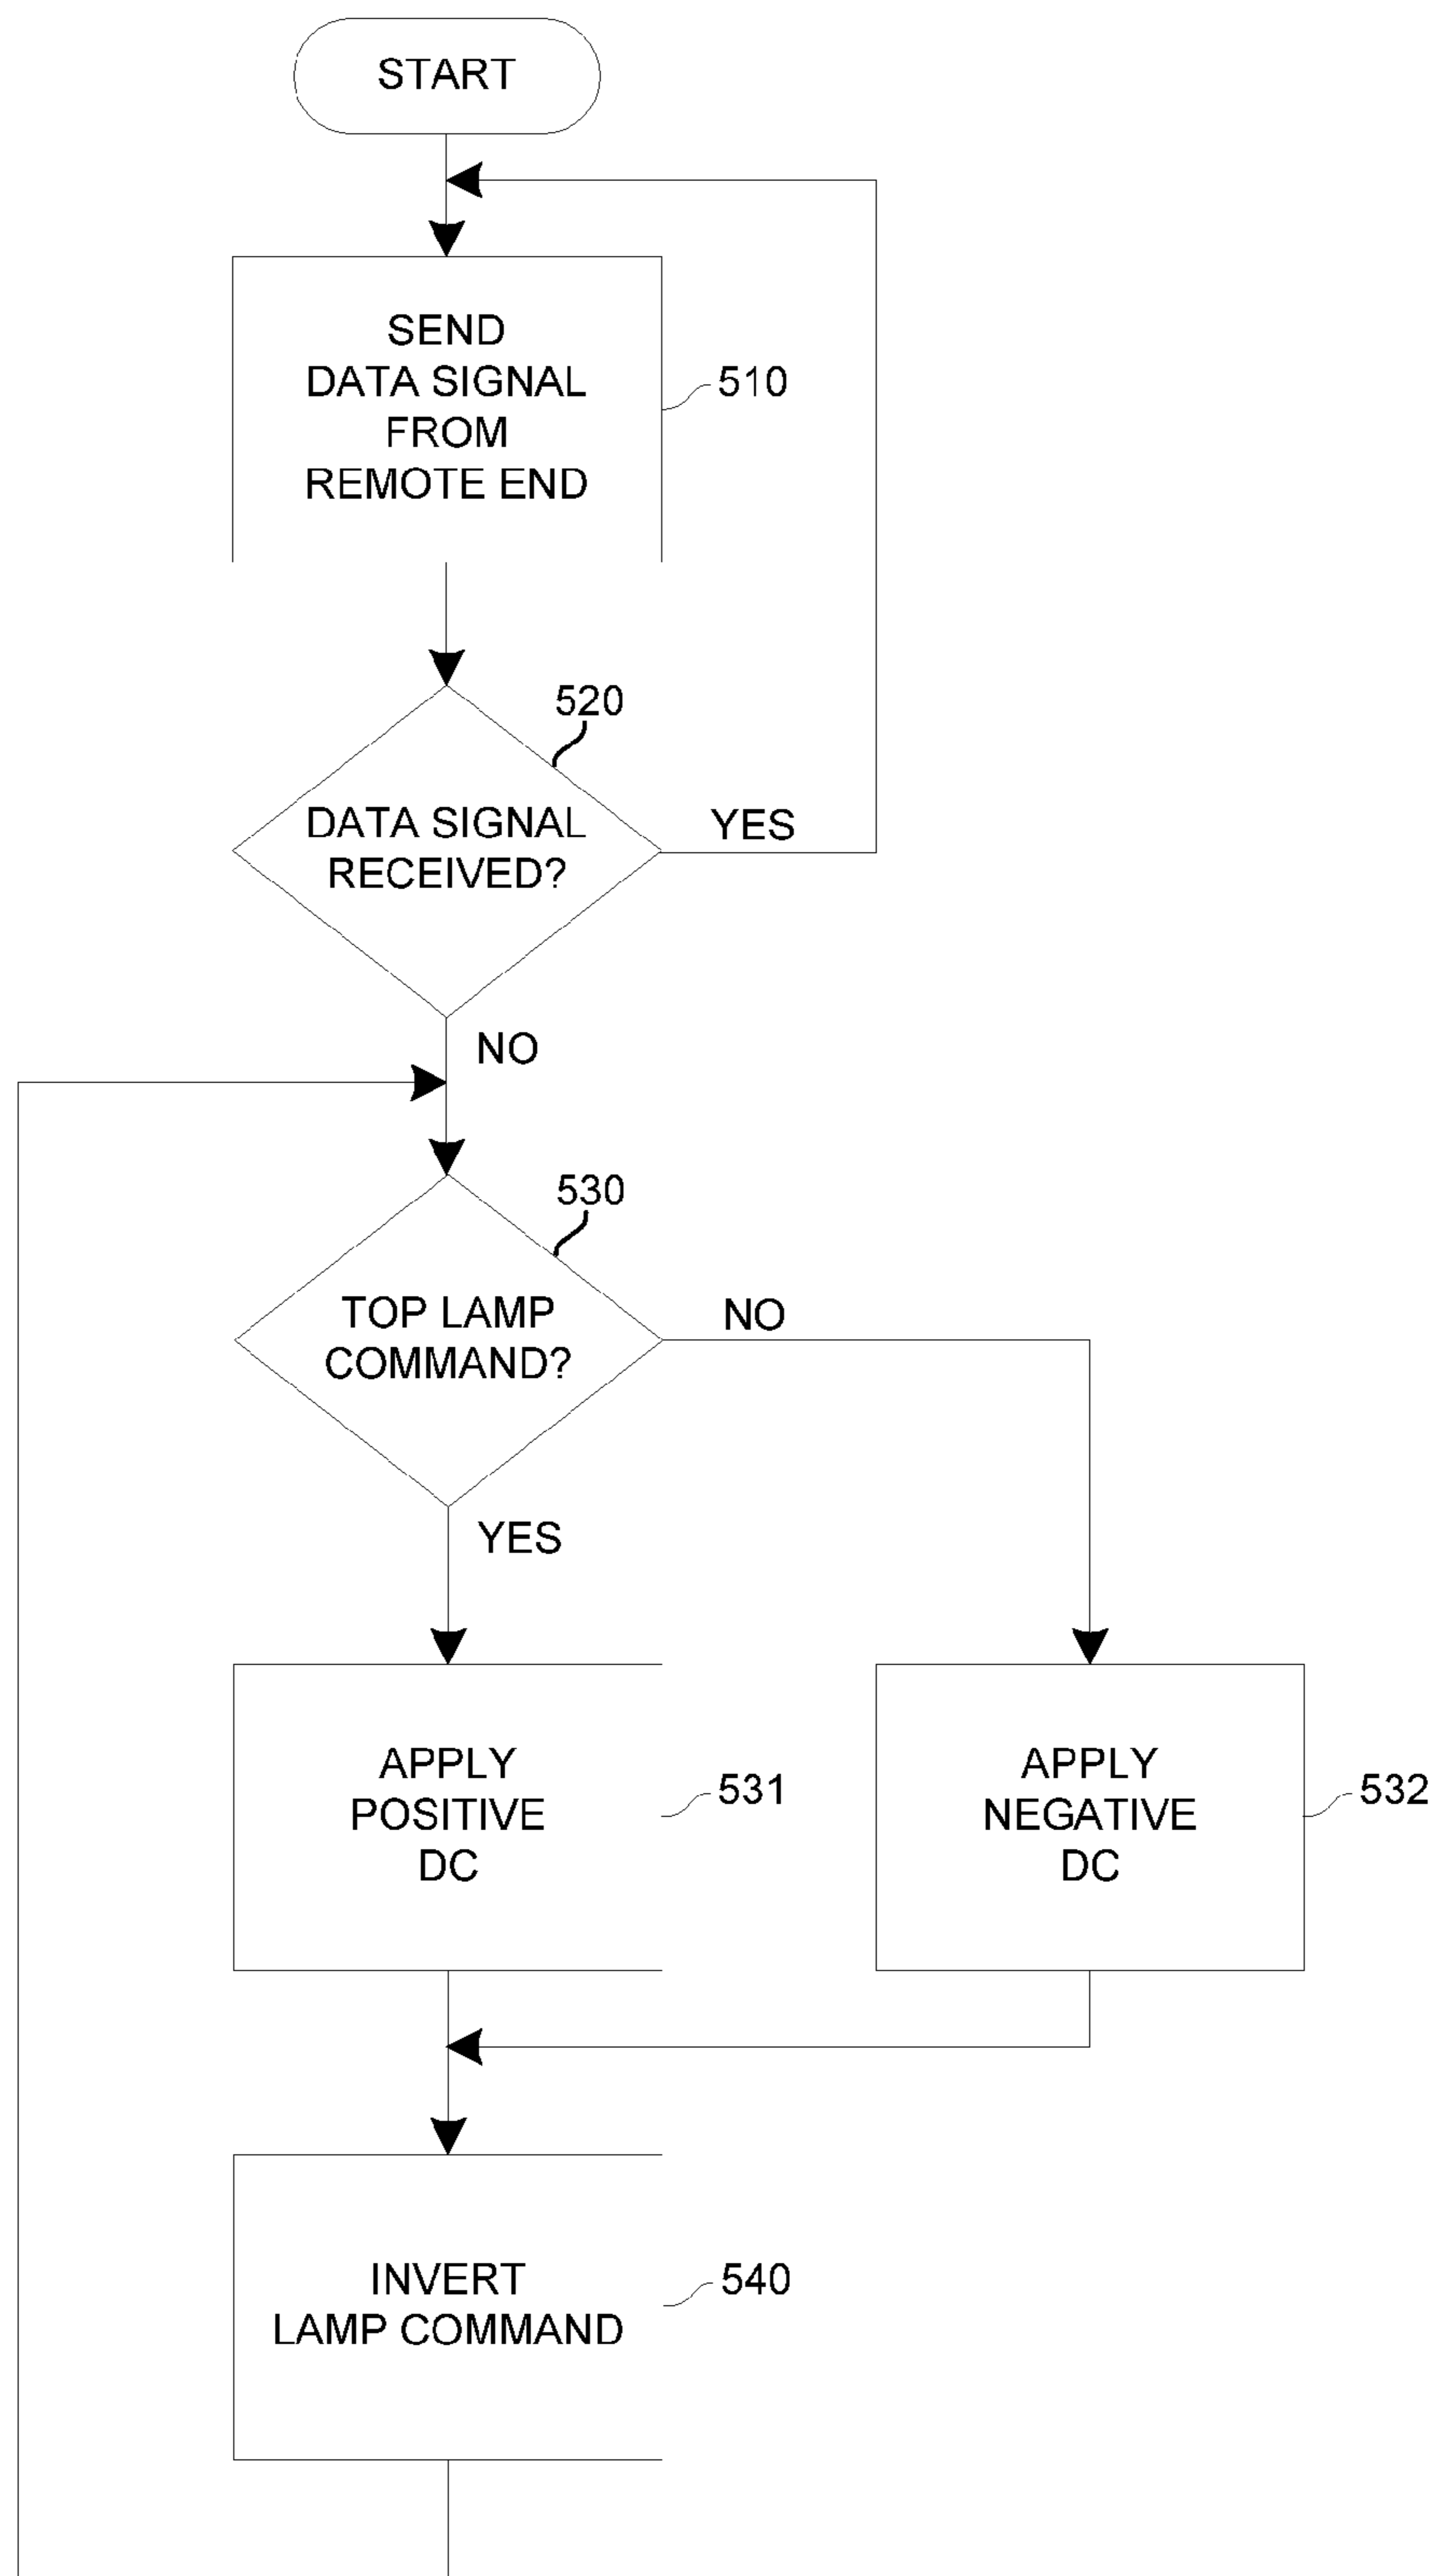 START
SEND
DATA SIGNAL
FROM
REMOTE END
510
520
DATA SIGNAL
RECEIVED?
YES
NO
530
TOP LAMP
COMMAND?
NO
YES
APPLY
POSITIVE
DC
531
APPLY
NEGATIVE
DC
532
INVERT
LAMP COMMAND
540